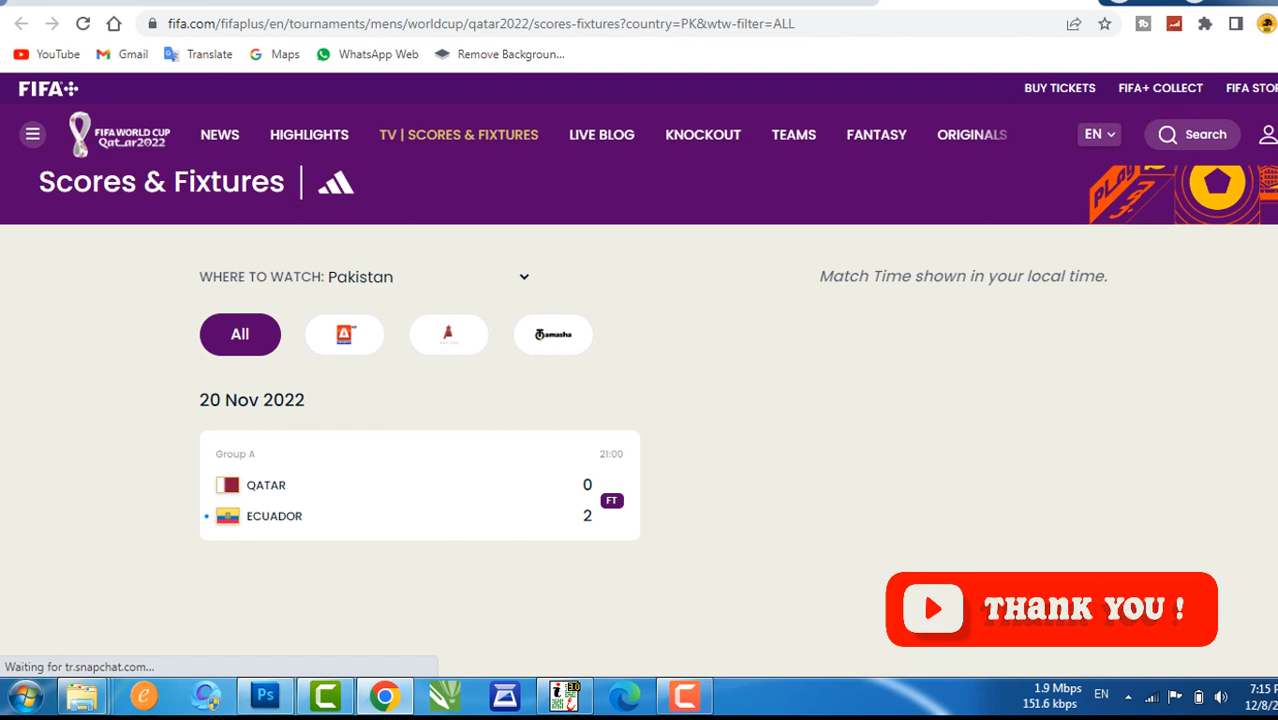 fifa.com/fifaplus/en/tournaments/mens/worldcup/qatar2022/scores-fixtures?country=PK&wtw-filter=ALL
YouTube Gmail Translate Maps WhatsApp Web Remove Backgroun...
FIFA+ BUY TICKETS FIFA+ COLLECT FIFA STO
FIFA WORLD CUP Qatar2022 NEWS HIGHLIGHTS TV | SCORES & FIXTURES LIVE BLOG KNOCKOUT TEAMS FANTASY ORIGINALS EN Search
Scores & Fixtures
PLAY
WHERE TO WATCH: Pakistan
Match Time shown in your local time.
All A Tamasha
20 Nov 2022
Group A 21:00
QATAR 0
FT
ECUADOR 2
THANK YOU !
Waiting for tr.snapchat.com...
e Ps C C
1.9 Mbps EN 7:15 P
151.6 kbps 12/8/2